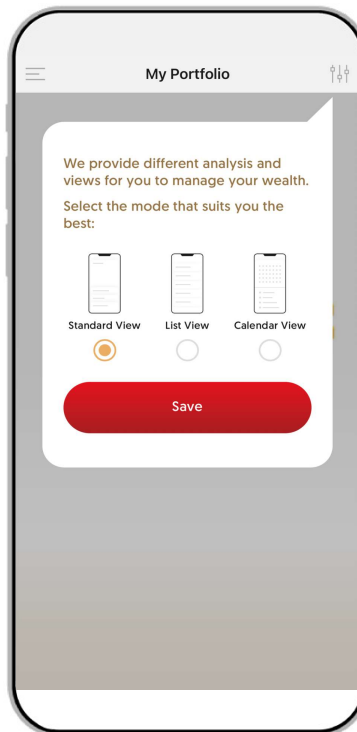 My Portfolio
We provide different analysis and
views for you to manage your wealth.
Select the mode that suits you the
best:
Standard View
List View
Calendar View
Save